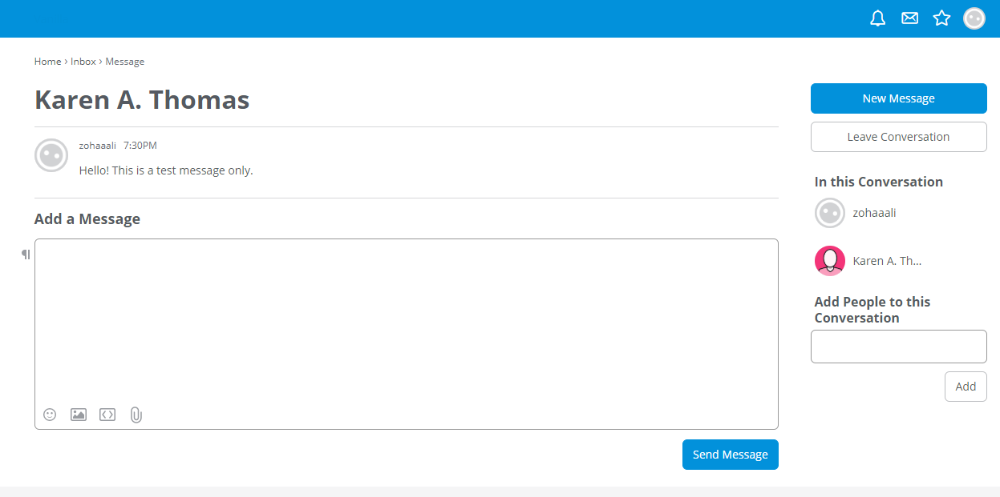 Home › Inbox › Message
Karen A. Thomas
zohaaali 7:30PM
Hello! This is a test message only.
Add a Message
¶
Send Message
New Message
Leave Conversation
In this Conversation
zohaaali
Karen A. Th...
Add People to this
Conversation
Add